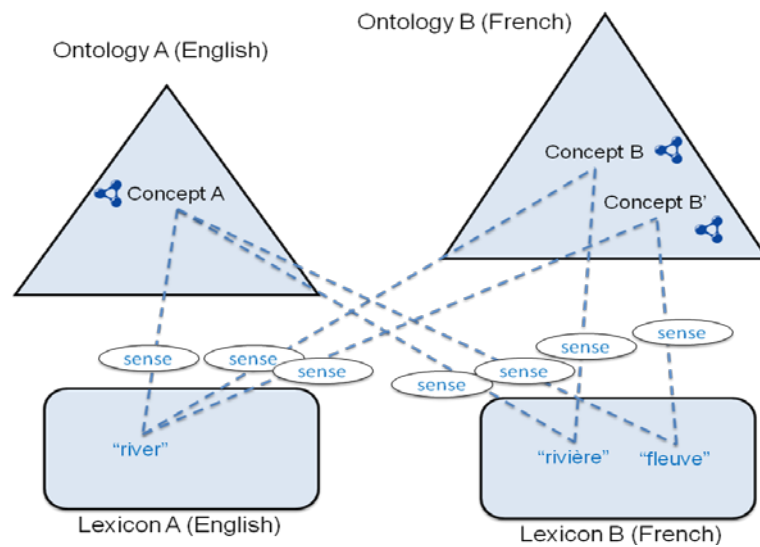 Ontology A (English)
Ontology B (French)
Concept A
Concept B
Concept B'
sense
sense
sense
sense
sense
sense
sense
"river"
"rivière"
"fleuve"
Lexicon A (English)
Lexicon B (French)